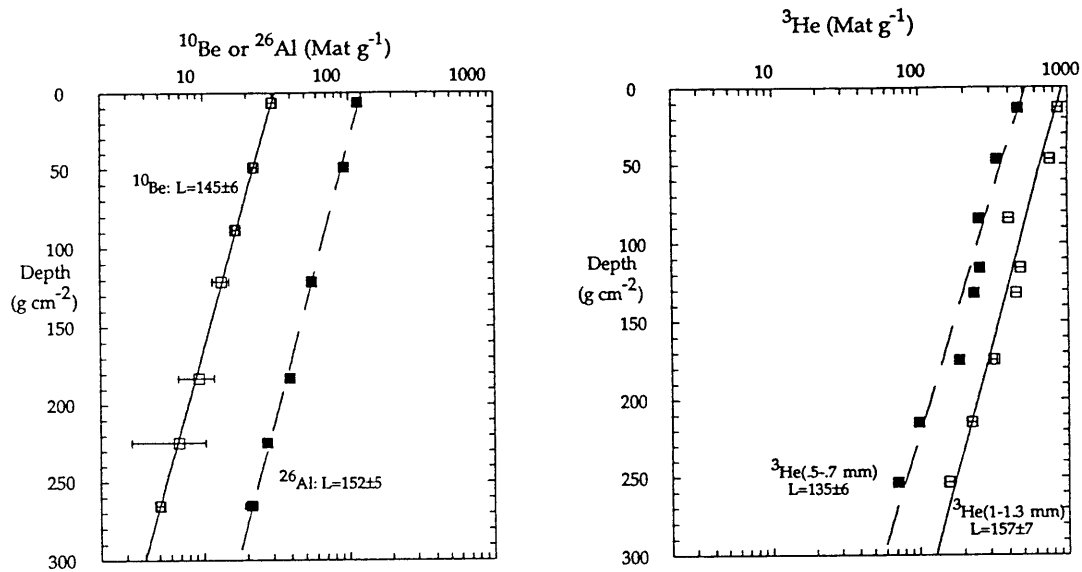 ¹⁰Be or ²⁶Al (Mat g⁻¹)
10 100 1000
0
50
100
Depth
(g cm⁻²)
150
200
250
300
¹⁰Be: L=145±6
²⁶Al: L=152±5
³He (Mat g⁻¹)
10 100 1000
0
50
100
Depth
(g cm⁻²)
150
200
250
300
³He(.5-.7 mm)
L=135±6
³He(1-1.3 mm)
L=157±7